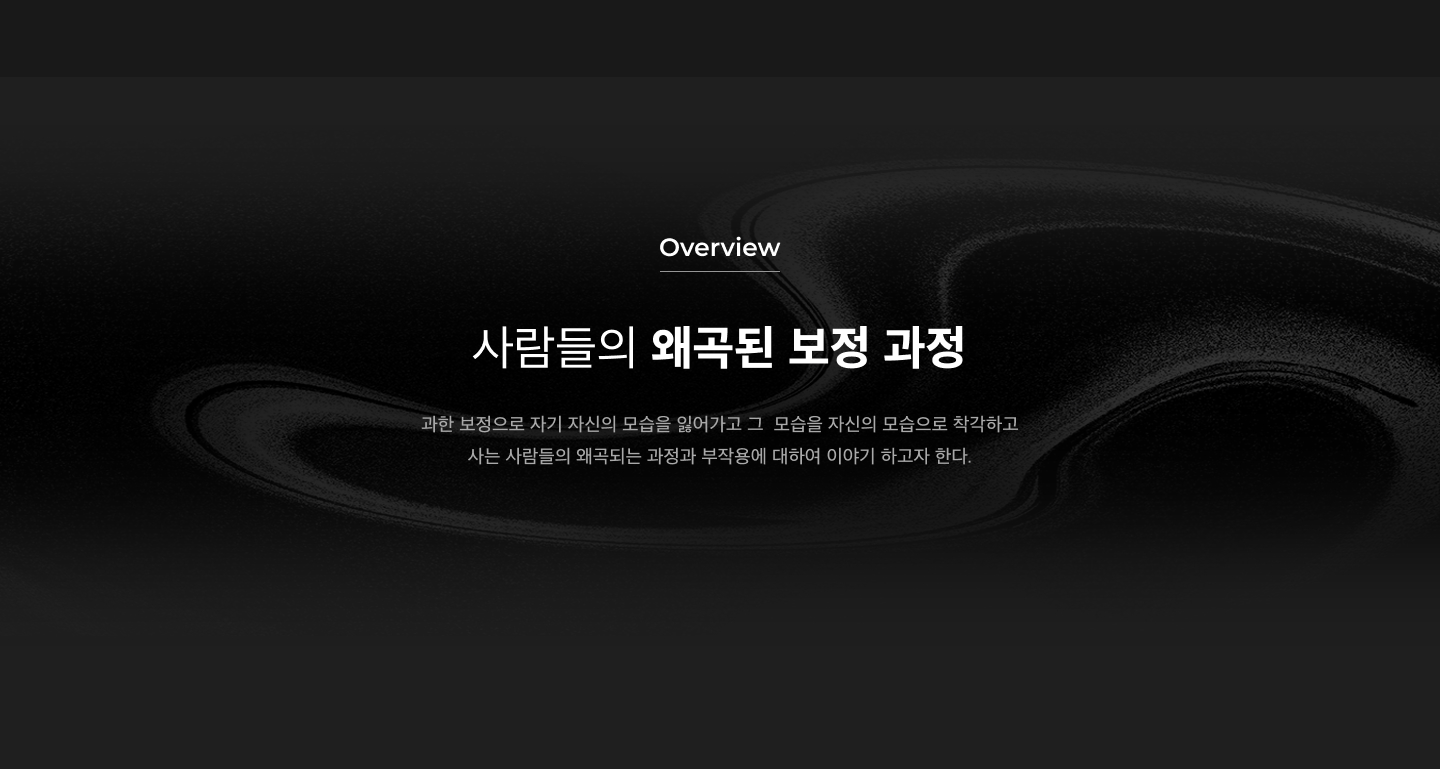 Overview
사람들의 왜곡된 보정 과정
과한 보정으로 자기 자신의 모습을 잃어가고 그  모습을 자신의 모습으로 착각하고
사는 사람들의 왜곡되는 과정과 부작용에 대하여 이야기 하고자 한다.